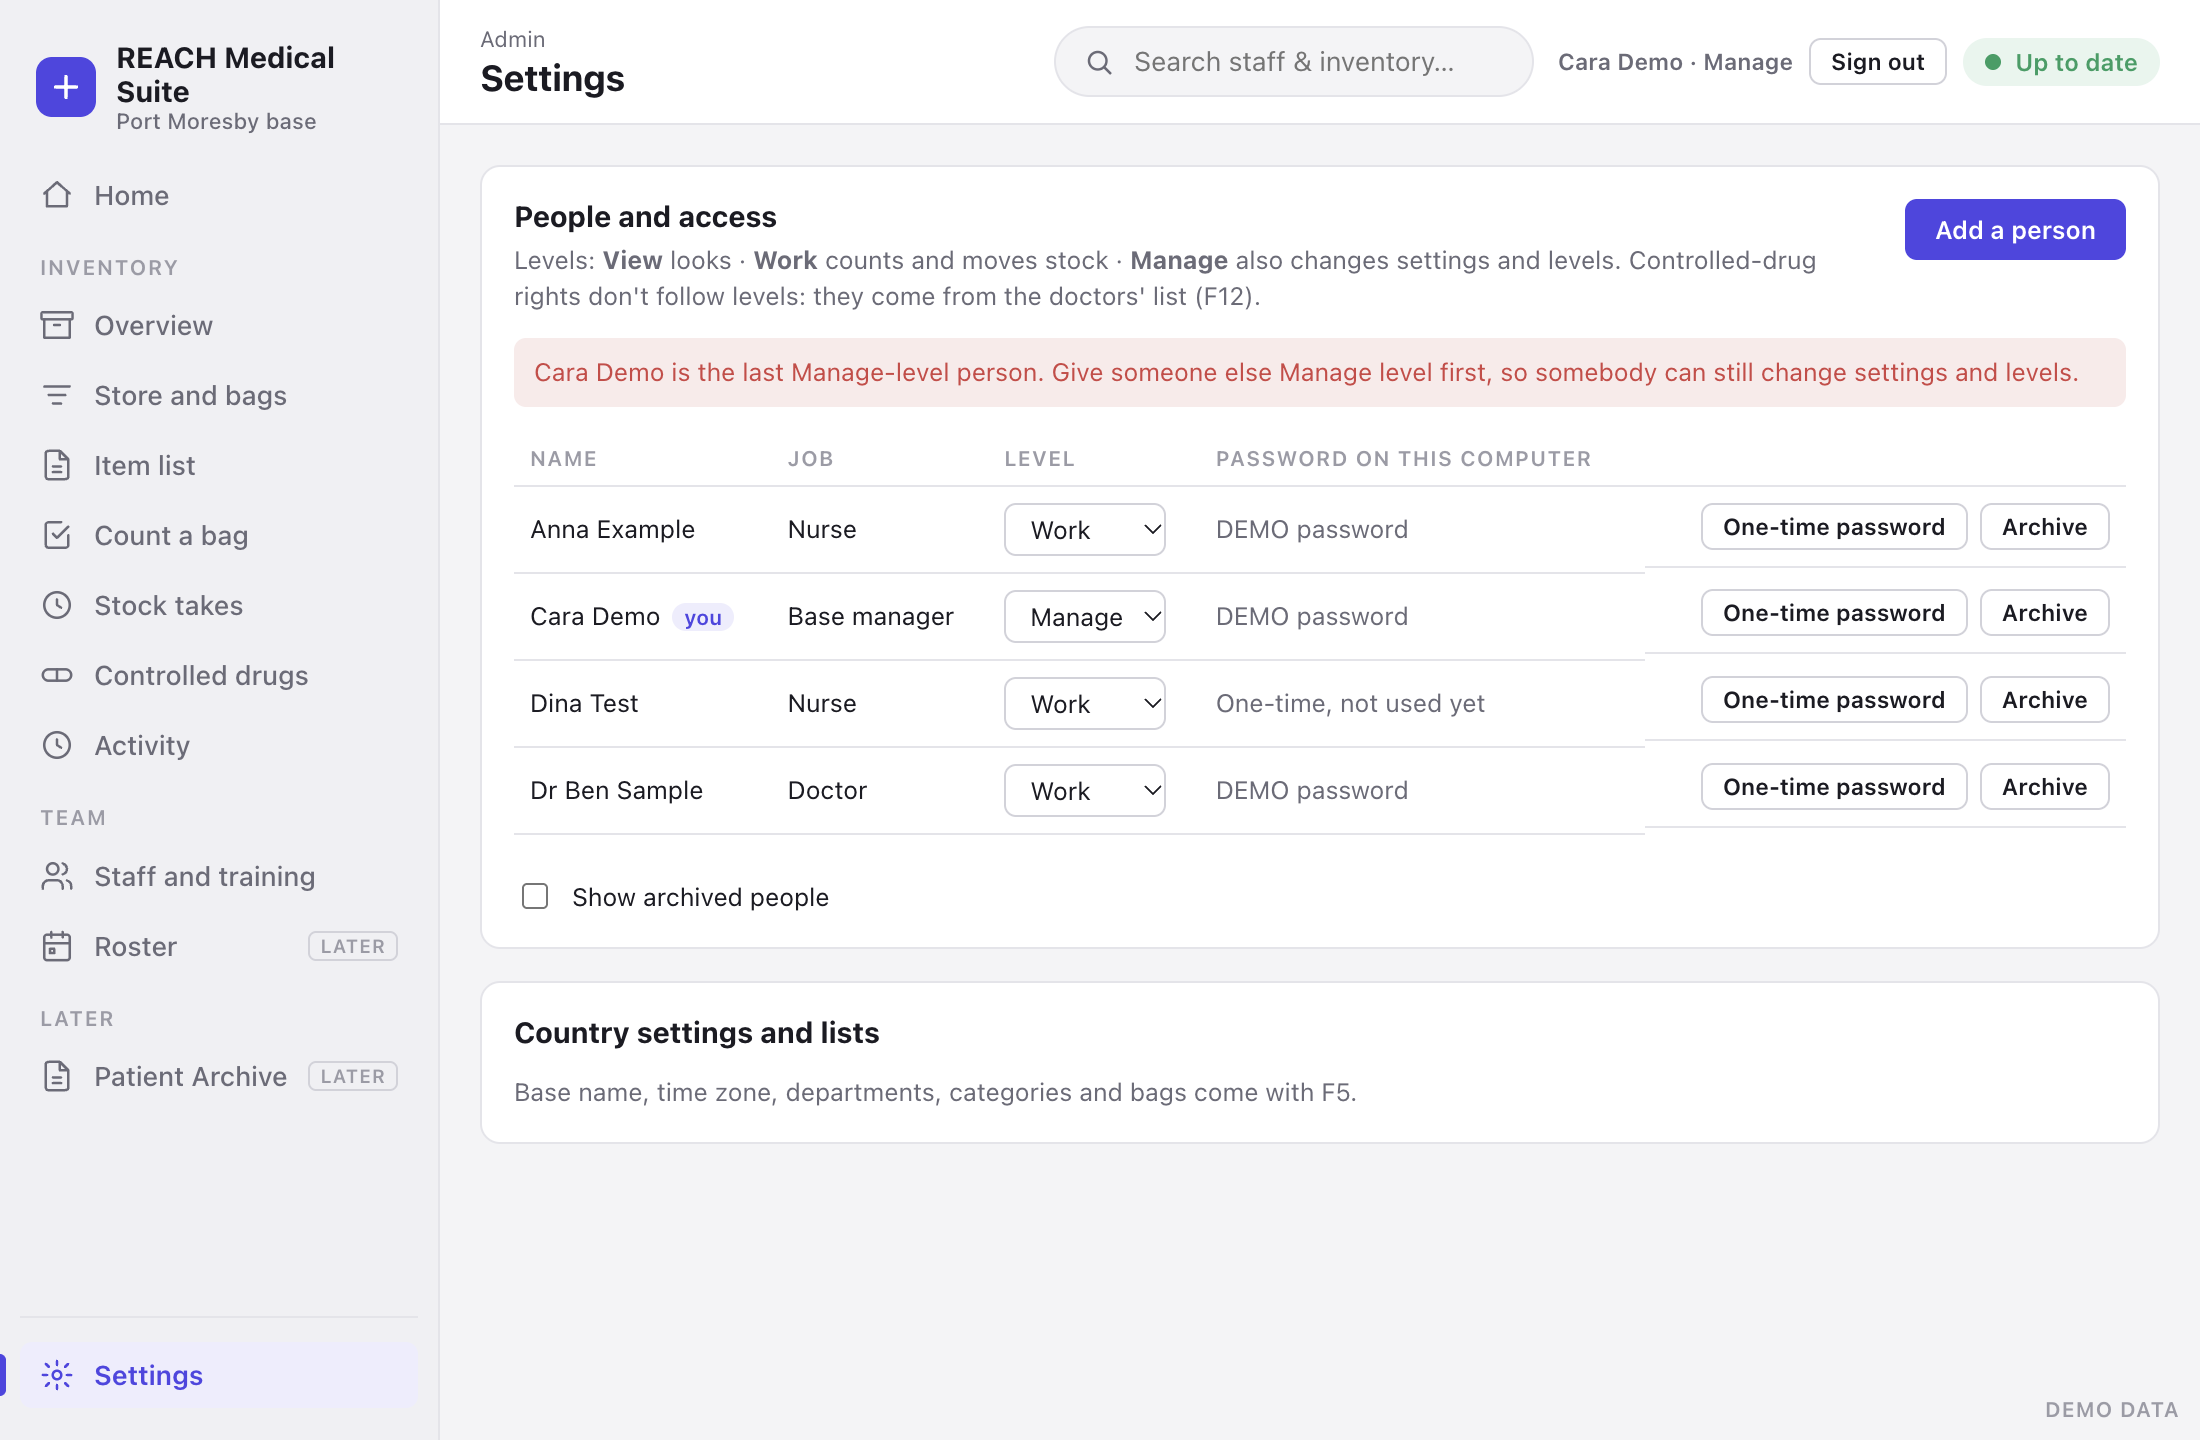 REACH Medical
Suite
Port Moresby base
Home
INVENTORY
Overview
Store and bags
Item list
Count a bag
Stock takes
Controlled drugs
Activity
TEAM
Staff and training
Roster LATER
LATER
Patient Archive LATER
Settings
Admin
Settings
Search staff & inventory...
Cara Demo · Manage
Sign out
Up to date
People and access
Add a person
Levels: View looks · Work counts and moves stock · Manage also changes settings and levels. Controlled-drug
rights don't follow levels: they come from the doctors' list (F12).
Cara Demo is the last Manage-level person. Give someone else Manage level first, so somebody can still change settings and levels.
NAME JOB LEVEL PASSWORD ON THIS COMPUTER
Anna Example Nurse Work DEMO password One-time password Archive
Cara Demo you Base manager Manage DEMO password One-time password Archive
Dina Test Nurse Work One-time, not used yet One-time password Archive
Dr Ben Sample Doctor Work DEMO password One-time password Archive
Show archived people
Country settings and lists
Base name, time zone, departments, categories and bags come with F5.
DEMO DATA